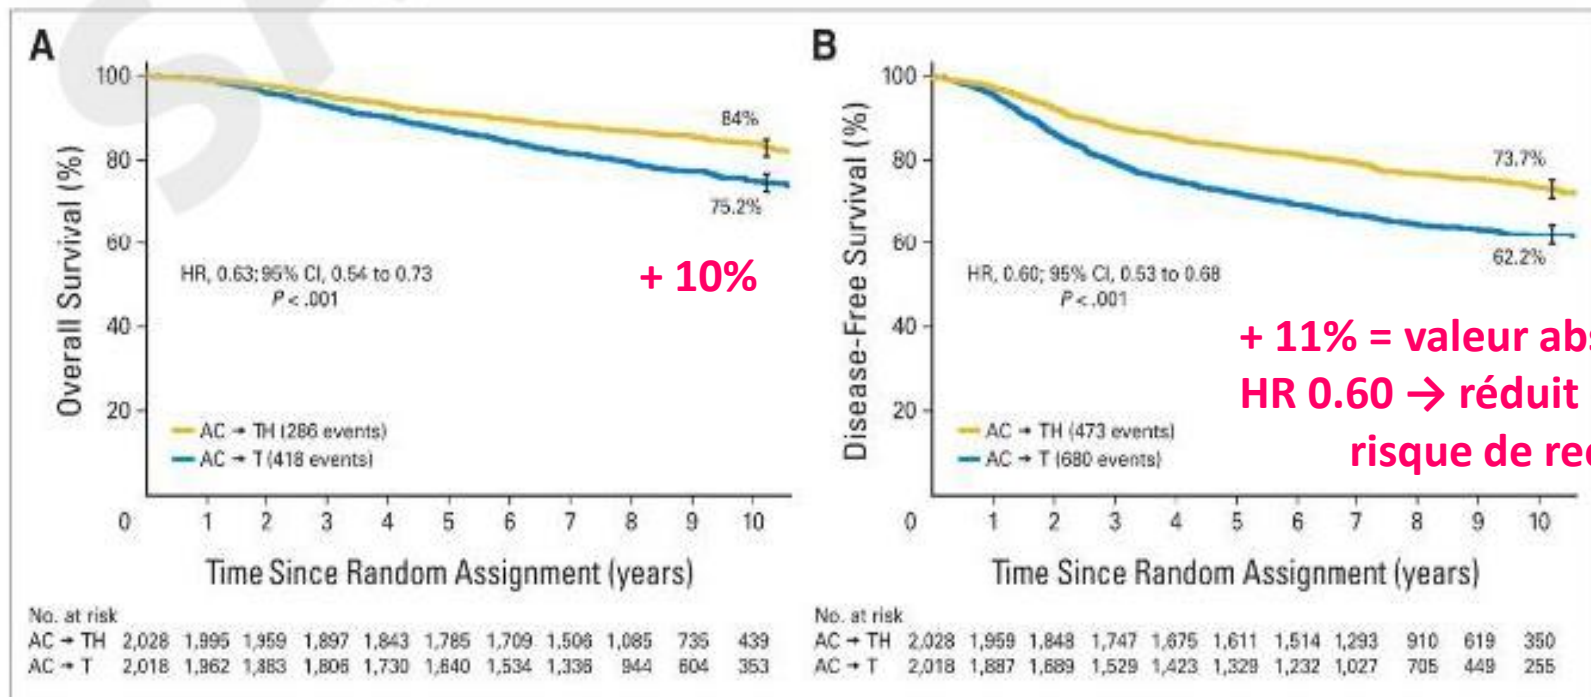 A
100
80
60
40
20
0
Overall Survival (%)
84%
75.2%
HR, 0.63; 95% CI, 0.54 to 0.73
P < .001
+ 10%
AC → TH (286 events)
AC → T (418 events)
1 2 3 4 5 6 7 8 9 10
Time Since Random Assignment (years)
No. at risk
AC → TH 2,028 1,995 1,959 1,897 1,843 1,785 1,709 1,506 1,085 735 439
AC → T 2,018 1,962 1,883 1,806 1,730 1,640 1,534 1,336 944 604 353
B
100
80
60
40
20
0
Disease-Free Survival (%)
73.7%
62.2%
HR, 0.60; 95% CI, 0.53 to 0.68
P < .001
+ 11% = valeur
HR 0.60 → réduit
risque de
AC → TH (473 events)
AC → T (680 events)
1 2 3 4 5 6 7 8 9 10
Time Since Random Assignment (years)
No. at risk
AC → TH 2,028 1,959 1,848 1,747 1,675 1,611 1,514 1,293 910 619 350
AC → T 2,018 1,887 1,689 1,529 1,423 1,329 1,232 1,027 705 449 255